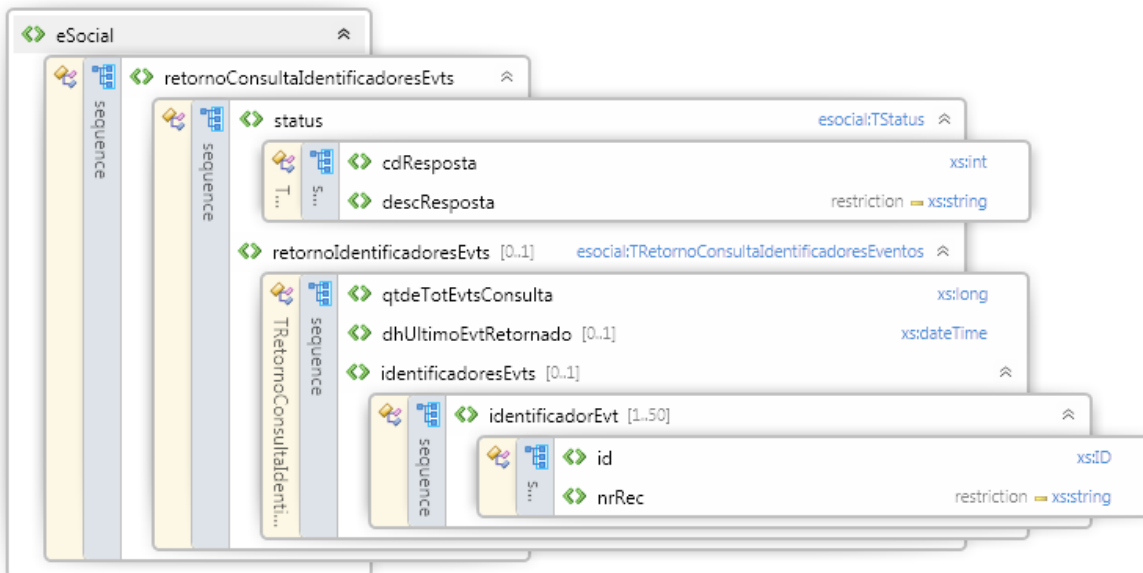 eSocial
sequence
retornoConsultaIdentificadoresEvts
sequence
status esocial:TStatus
T...
s...
cdResposta xs:int
descResposta restriction xs:string
retornoIdentificadoresEvts [0..1] esocial:TRetornoConsultaIdentificadoresEventos
TRetornoConsultaIdenti...
sequence
qtdeTotEvtsConsulta xs:long
dhUltimoEvtRetornado [0..1] xs:dateTime
identificadoresEvts [0..1]
sequence
identificadorEvt [1..50]
s...
id xs:ID
nrRec restriction xs:string